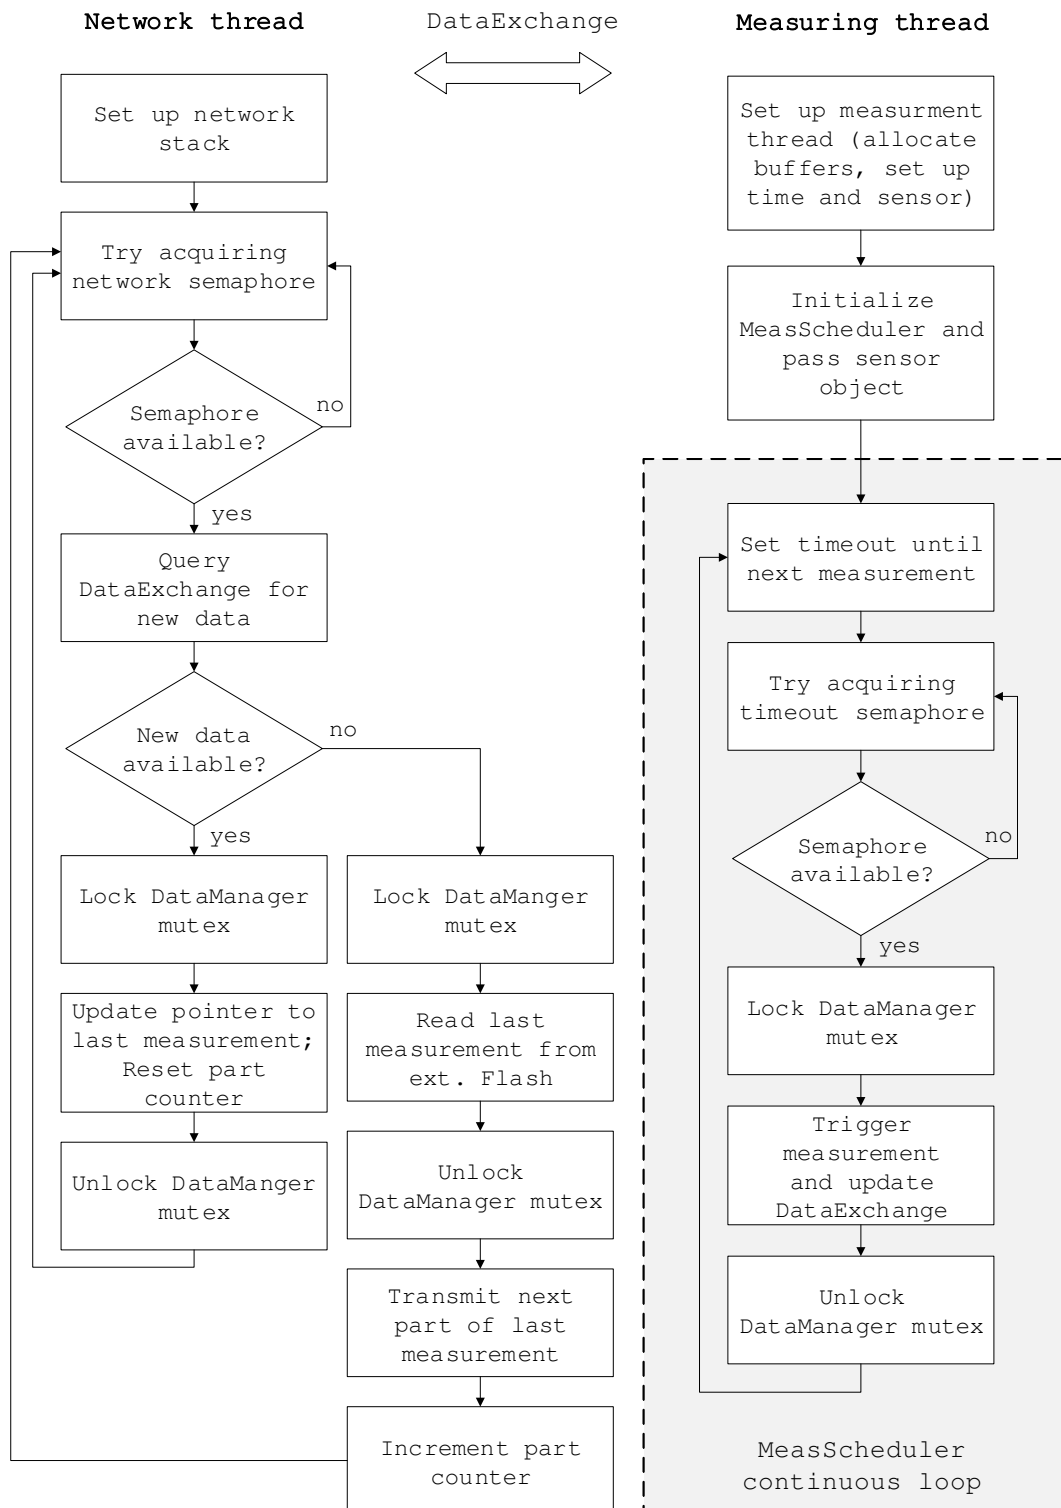 Network thread
DataExchange
Measuring thread
Set up network
stack
Try acquiring
network semaphore
Semaphore
available?
no
yes
Query
DataExchange for
new data
New data
available?
no
yes
Lock DataManager
mutex
Update pointer to
last measurement;
Reset part
counter
Unlock DataManger
mutex
Lock DataManger
mutex
Read last
measurement from
ext. Flash
Unlock
DataManager mutex
Transmit next
part of last
measurement
Increment part
counter
Set up measurment
thread (allocate
buffers, set up
time and sensor)
Initialize
MeasScheduler and
pass sensor
object
Set timeout until
next measurement
Try acquiring
timeout semaphore
Semaphore
available?
no
yes
Lock DataManager
mutex
Trigger
measurement
and update
DataExchange
Unlock
DataManager mutex
MeasScheduler
continuous loop